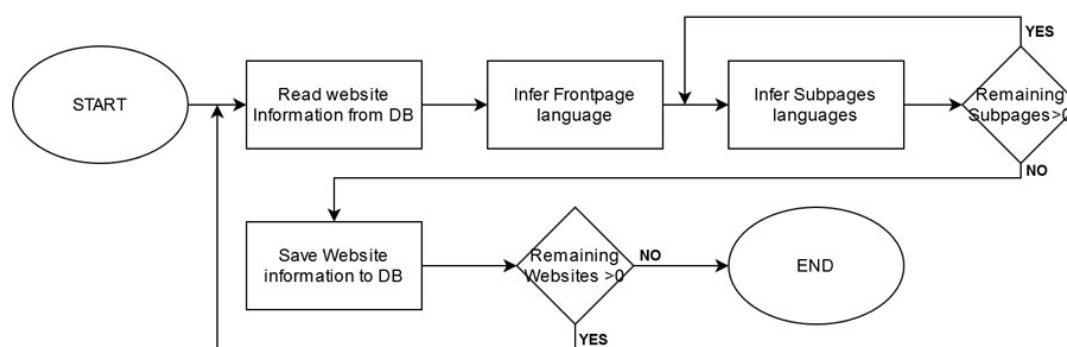 YES
START
Read website
Information from DB
Infer Frontpage
language
Infer Subpages
languages
Remaining
Subpages>0
NO
Save Website
information to DB
Remaining
Websites >0
NO
END
YES